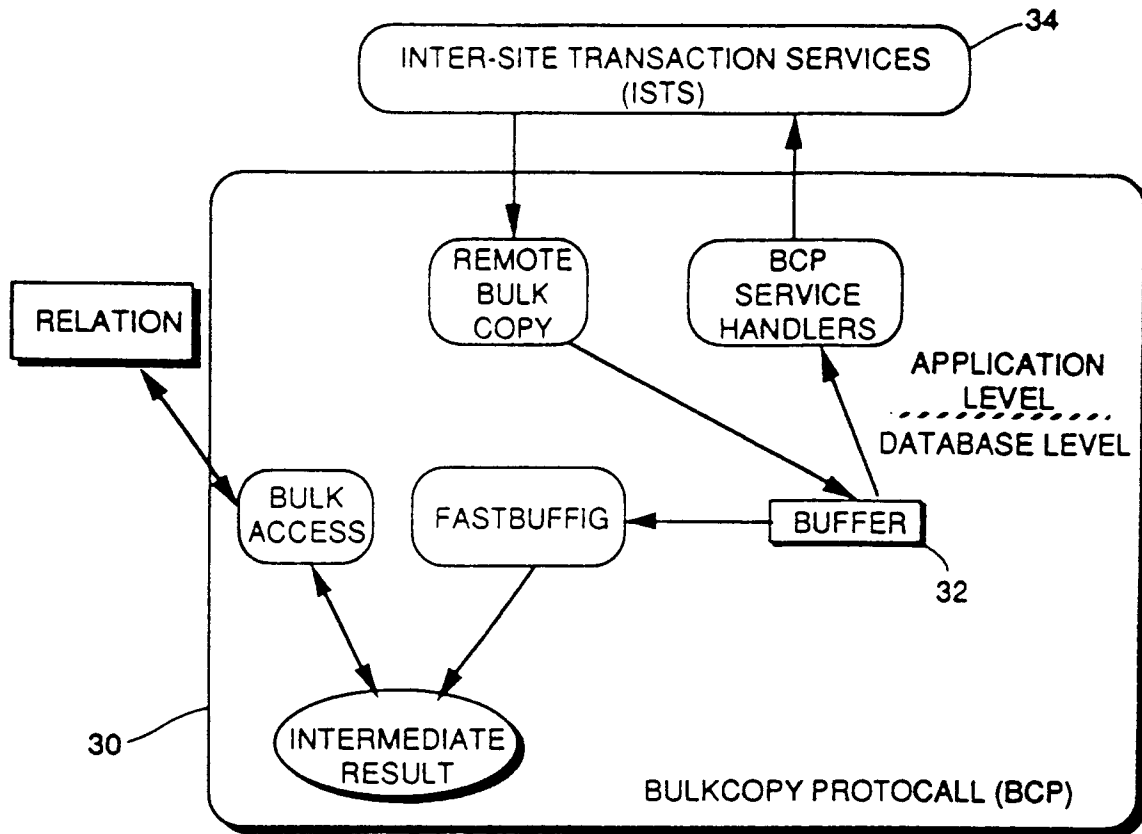 34
INTER-SITE TRANSACTION SERVICES
(ISTS)
REMOTE
BULK
COPY
BCP
SERVICE
HANDLERS
RELATION
APPLICATION
LEVEL
DATABASE LEVEL
BULK
ACCESS
FASTBUFFIG
BUFFER
32
30
INTERMEDIATE
RESULT
BULKCOPY PROTOCALL (BCP)